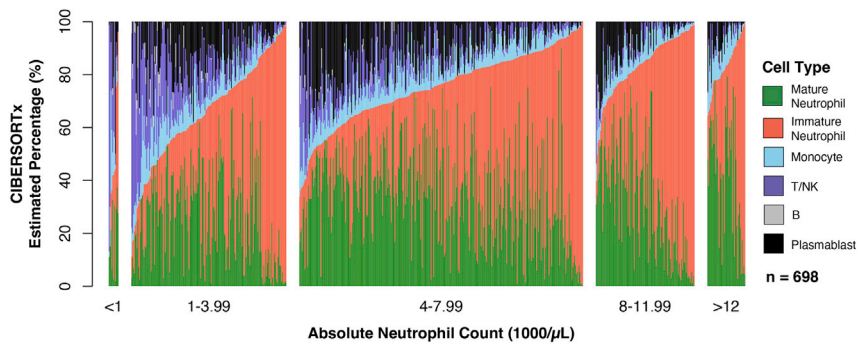 CIBERSORTx
Estimated Percentage (%)
100
80
60
40
20
0
<1
1-3.99
4-7.99
8-11.99
>12
Absolute Neutrophil Count (1000/µL)
Cell Type
Mature
Neutrophil
Immature
Neutrophil
Monocyte
T/NK
B
Plasmablast
n = 698